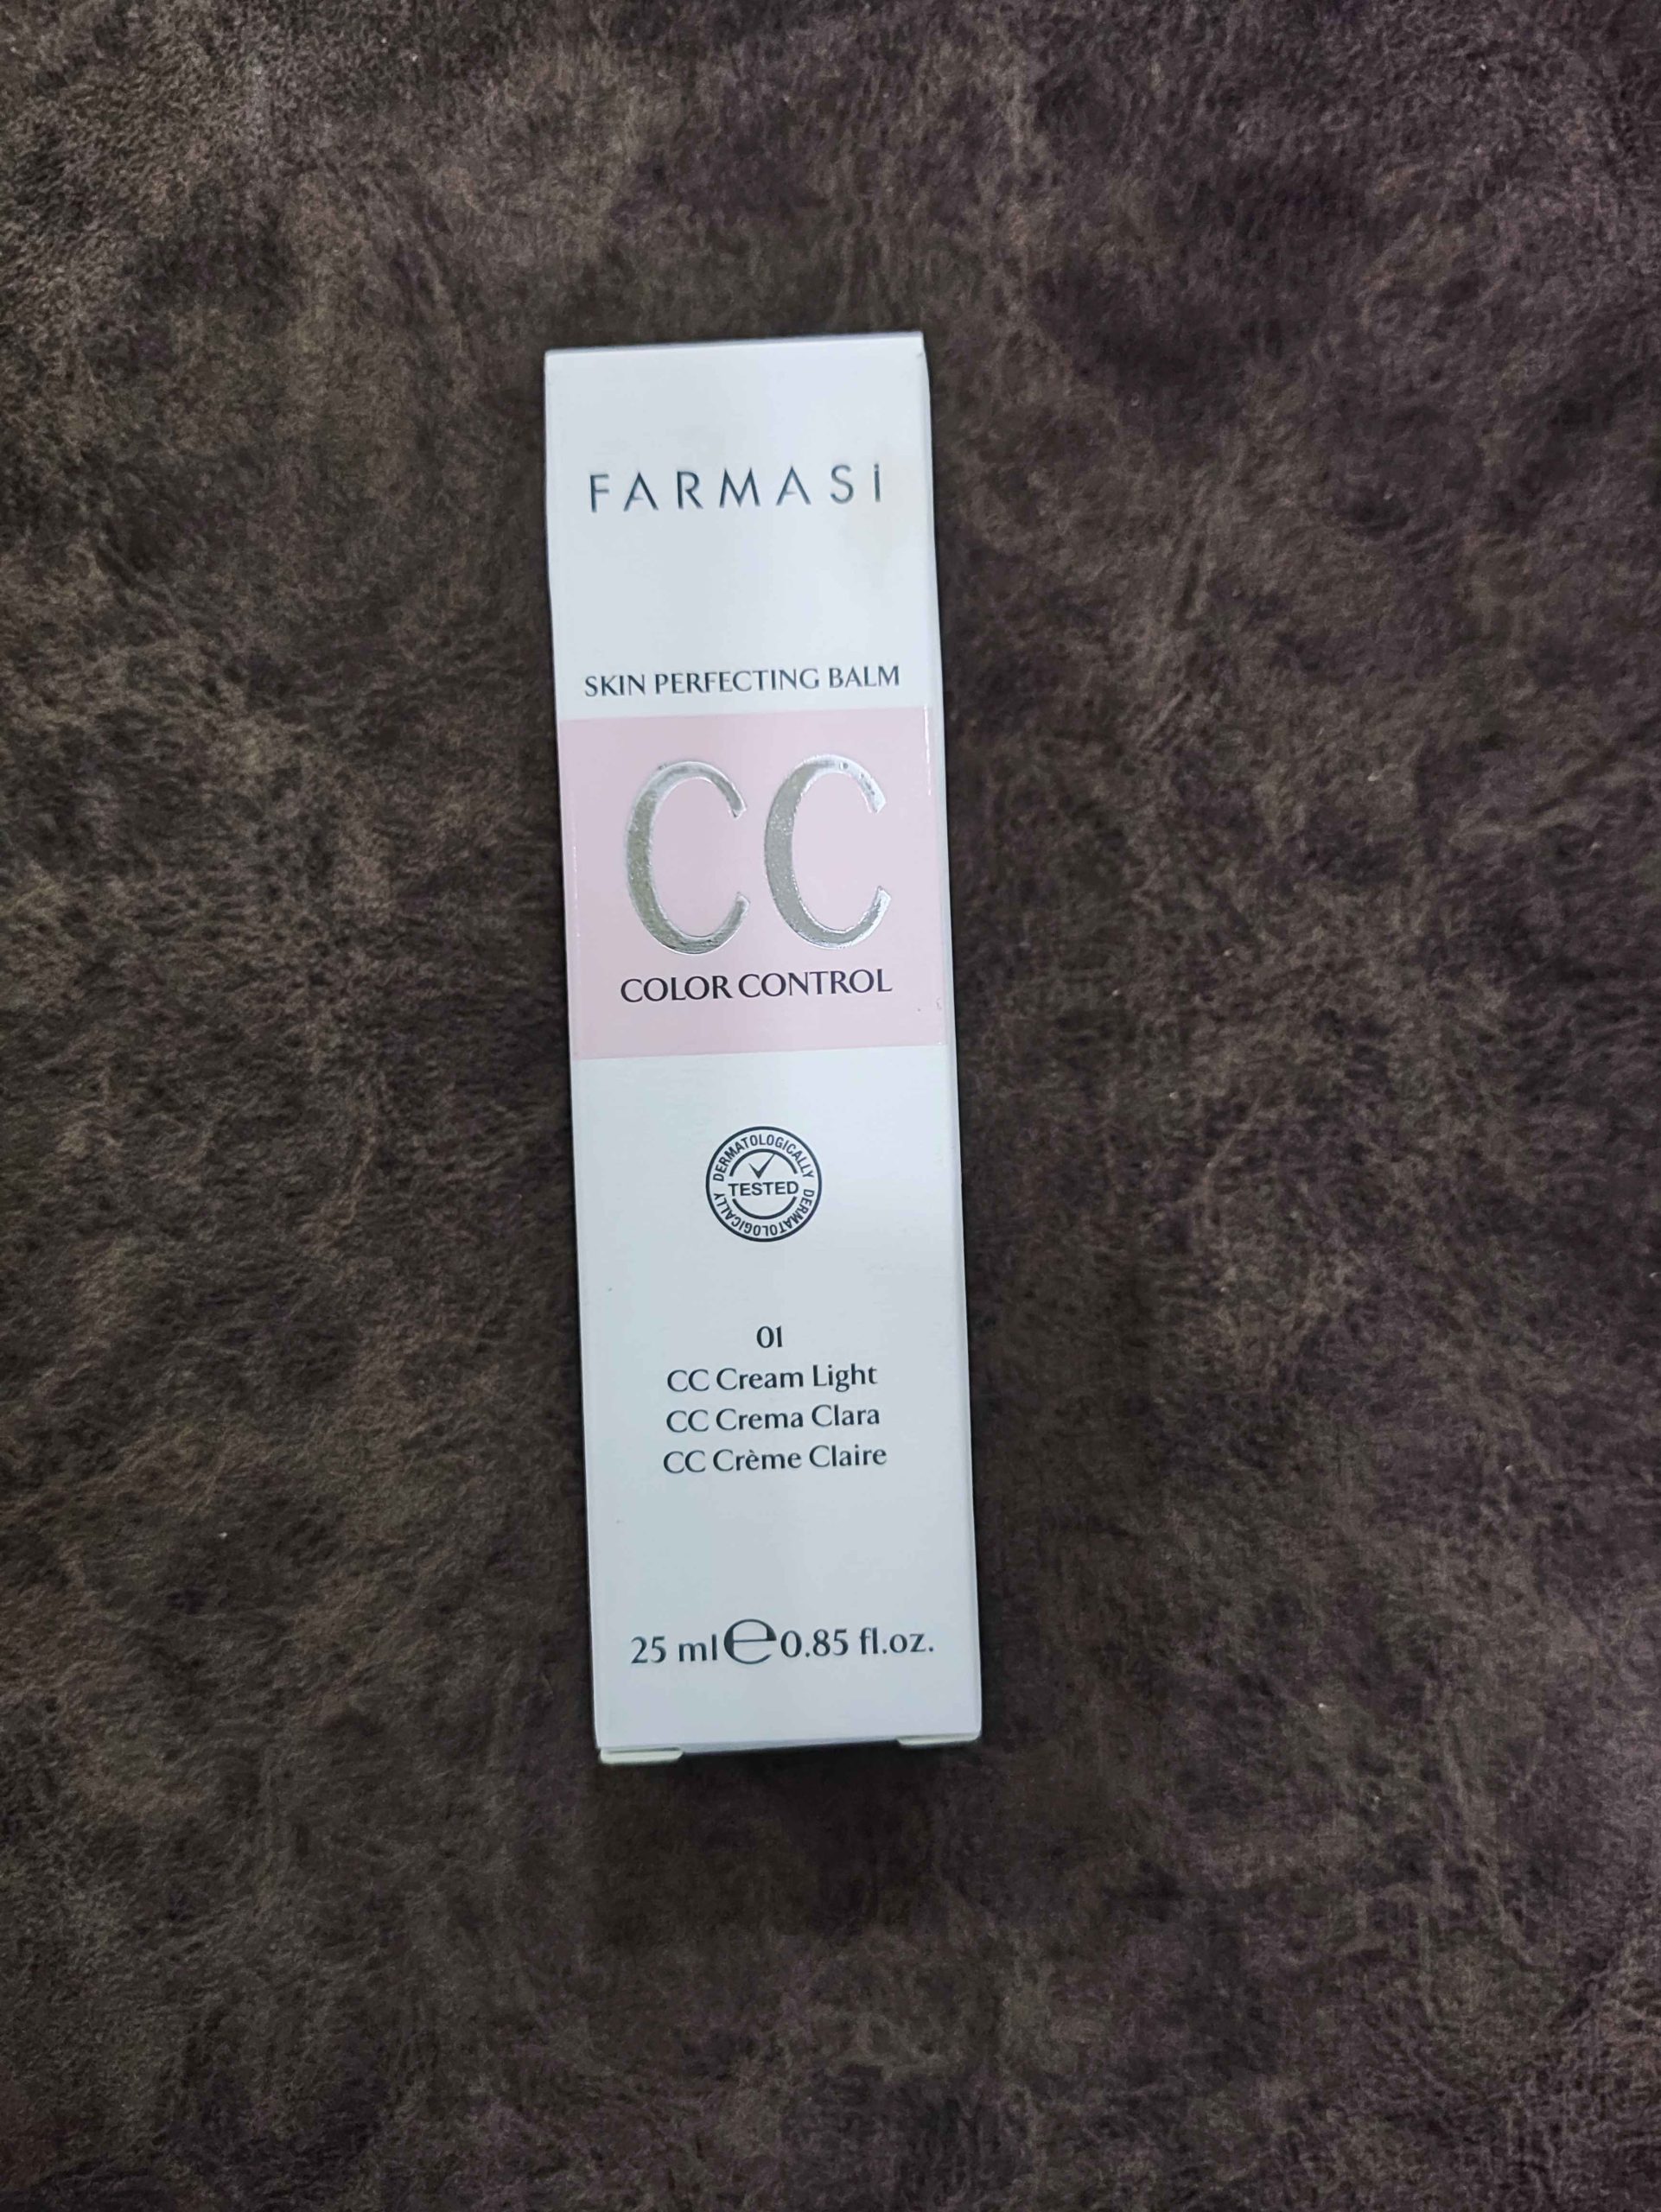 FARMASİ
SKIN PERFECTING BALM
CC
COLOR CONTROL
DERMATOLOGICALLY DERMATOLOGICALLY
TESTED
01
CC Cream Light
CC Crema Clara
CC Crème Claire
25 ml ℮ 0.85 fl.oz.